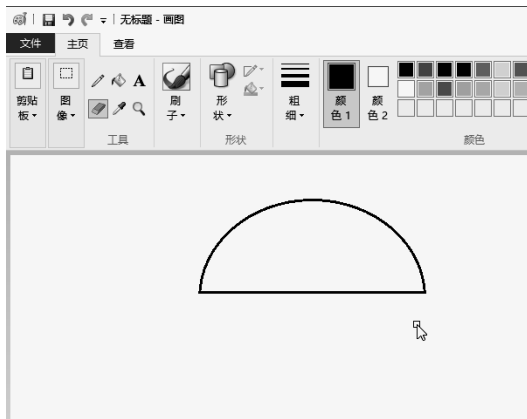 无标题 - 画图
文件 主页 查看
剪贴板 图像 A 刷子 形状 粗细 颜色 1 颜色 2
工具 形状 颜色